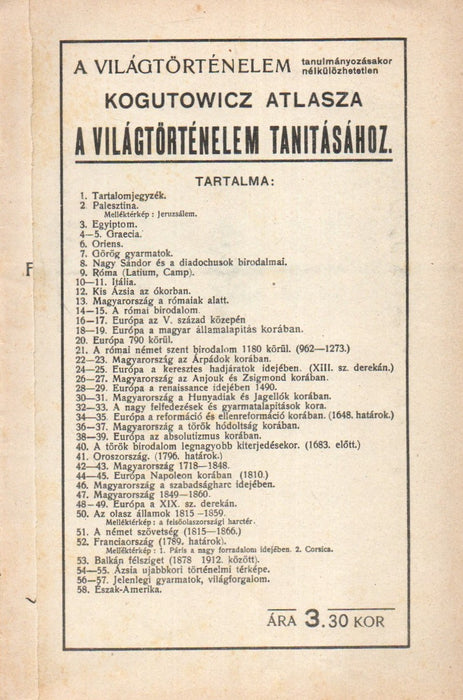 A VILÁGTÖRTÉNELEM tanulmányozásakor nélkülözhetetlen
KOGUTOWICZ ATLASZA
A VILÁGTÖRTÉNELEM TANITÁSÁHOZ.
TARTALMA:
1. Tartalomjegyzék.
2 Palesztina.
Melléktérkép : Jeruzsálem.
3. Egyiptom.
4—5. Graecia.
6. Oriens.
7. Görög gyarmatok.
8. Nagy Sándor és a diadochusok birodalmai.
9. Róma (Latium, Camp).
10—11. Itália.
12. Kis Ázsia az ókorban.
13. Magyarország a rómaiak alatt.
14—15. A római birodalom
16—17. Európa az V. század közepén
18—19. Európa a magyar államalapitás korában.
20. Európa 790 körül.
21. A római német szent birodalom 1180 körül. (962—1273.)
22—23. Magyarország az Árpádok korában.
24—25. Európa a keresztes hadjáratok idejében. (XIII. sz. derekán.)
26—27. Magyarország az Anjouk és Zsigmond korában.
28—29. Európa a renaissance idejében 1490.
30—31. Magyarország a Hunyadiak és Jagellók korában.
32—33. A nagy felfedezések és gyarmatalapitások kora.
34—35. Európa a reformáció és ellenreformáció korában. (1648. határok.)
36—37. Magyarország a török hódoltság korában.
38—39. Európa az absolutizmus korában.
40. A török birodalom legnagyobb kiterjedésekor. (1683. előtt.)
41. Oroszország. (1796. határok.)
42—43. Magyarország 1718—1848.
44—45. Európa Napoleon korában (1810.)
46. Magyarország a szabadságharc idejében.
47. Magyarország 1849—1860.
48—49. Európa a XIX. sz. derekán.
50. Az olasz államok 1815—1859.
Melléktérkép : a felsőolaszországi harctér.
51. A német szövetség (1815—1866.)
52. Franciaország (1789. határok).
Melléktérkép : 1. Páris a nagy forradalom idejében. 2. Corsica.
53. Balkán félsziget (1878 1912. között).
54—55. Ázsia ujabbkori történelmi térképe.
56—57. Jelenlegi gyarmatok, világforgalom.
58. Észak-Amerika.
ÁRA 3.30 KOR